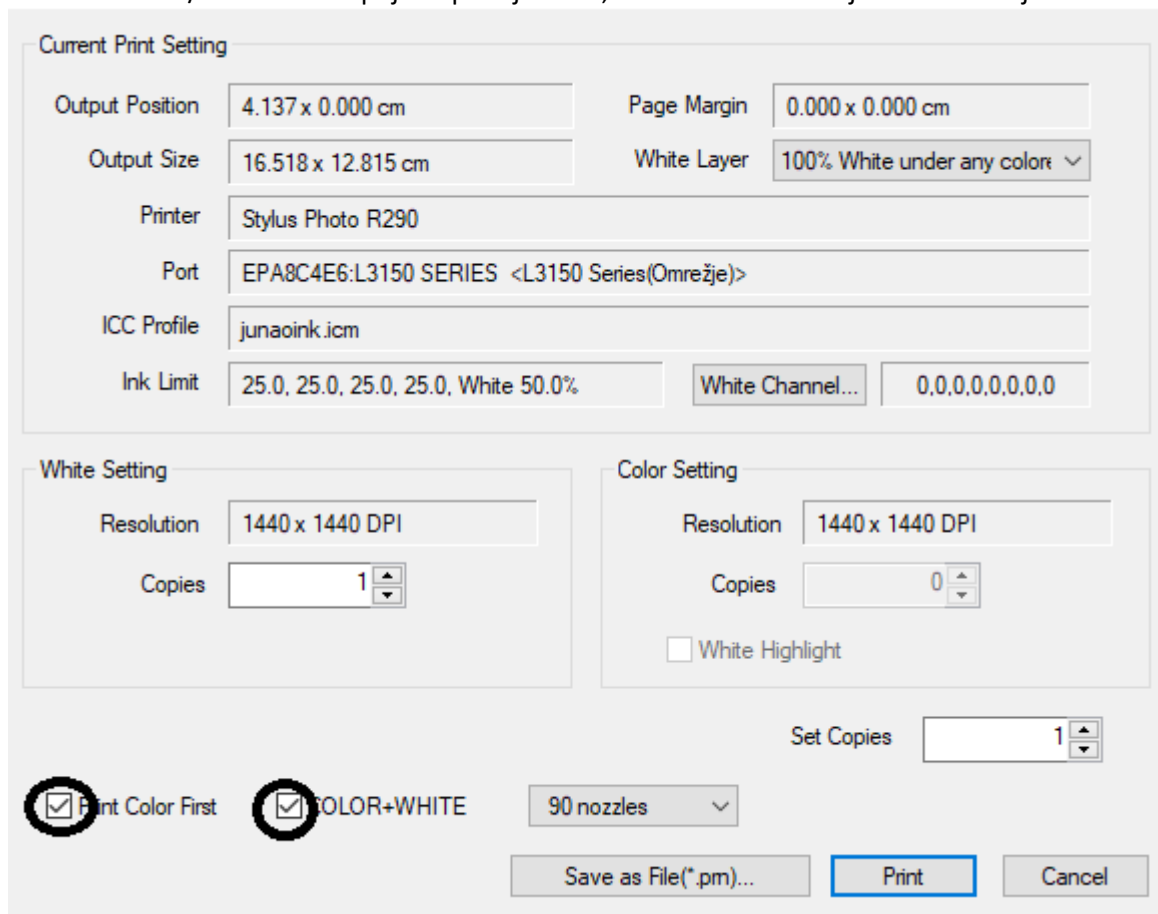 Current Print Setting
Output Position 4.137 x 0.000 cm Page Margin 0.000 x 0.000 cm
Output Size 16.518 x 12.815 cm White Layer 100% White under any colore
Printer Stylus Photo R290
Port EPA8C4E6:L3150 SERIES <L3150 Series(Omrežje)>
ICC Profile junaoink.icm
Ink Limit 25.0, 25.0, 25.0, 25.0, White 50.0% White Channel... 0,0,0,0,0,0,0,0
White Setting Color Setting
Resolution 1440 x 1440 DPI Resolution 1440 x 1440 DPI
Copies 1 Copies 0
White Highlight
Set Copies 1
Print Color First COLOR+WHITE 90 nozzles
Save as File(*.prn)... Print Cancel